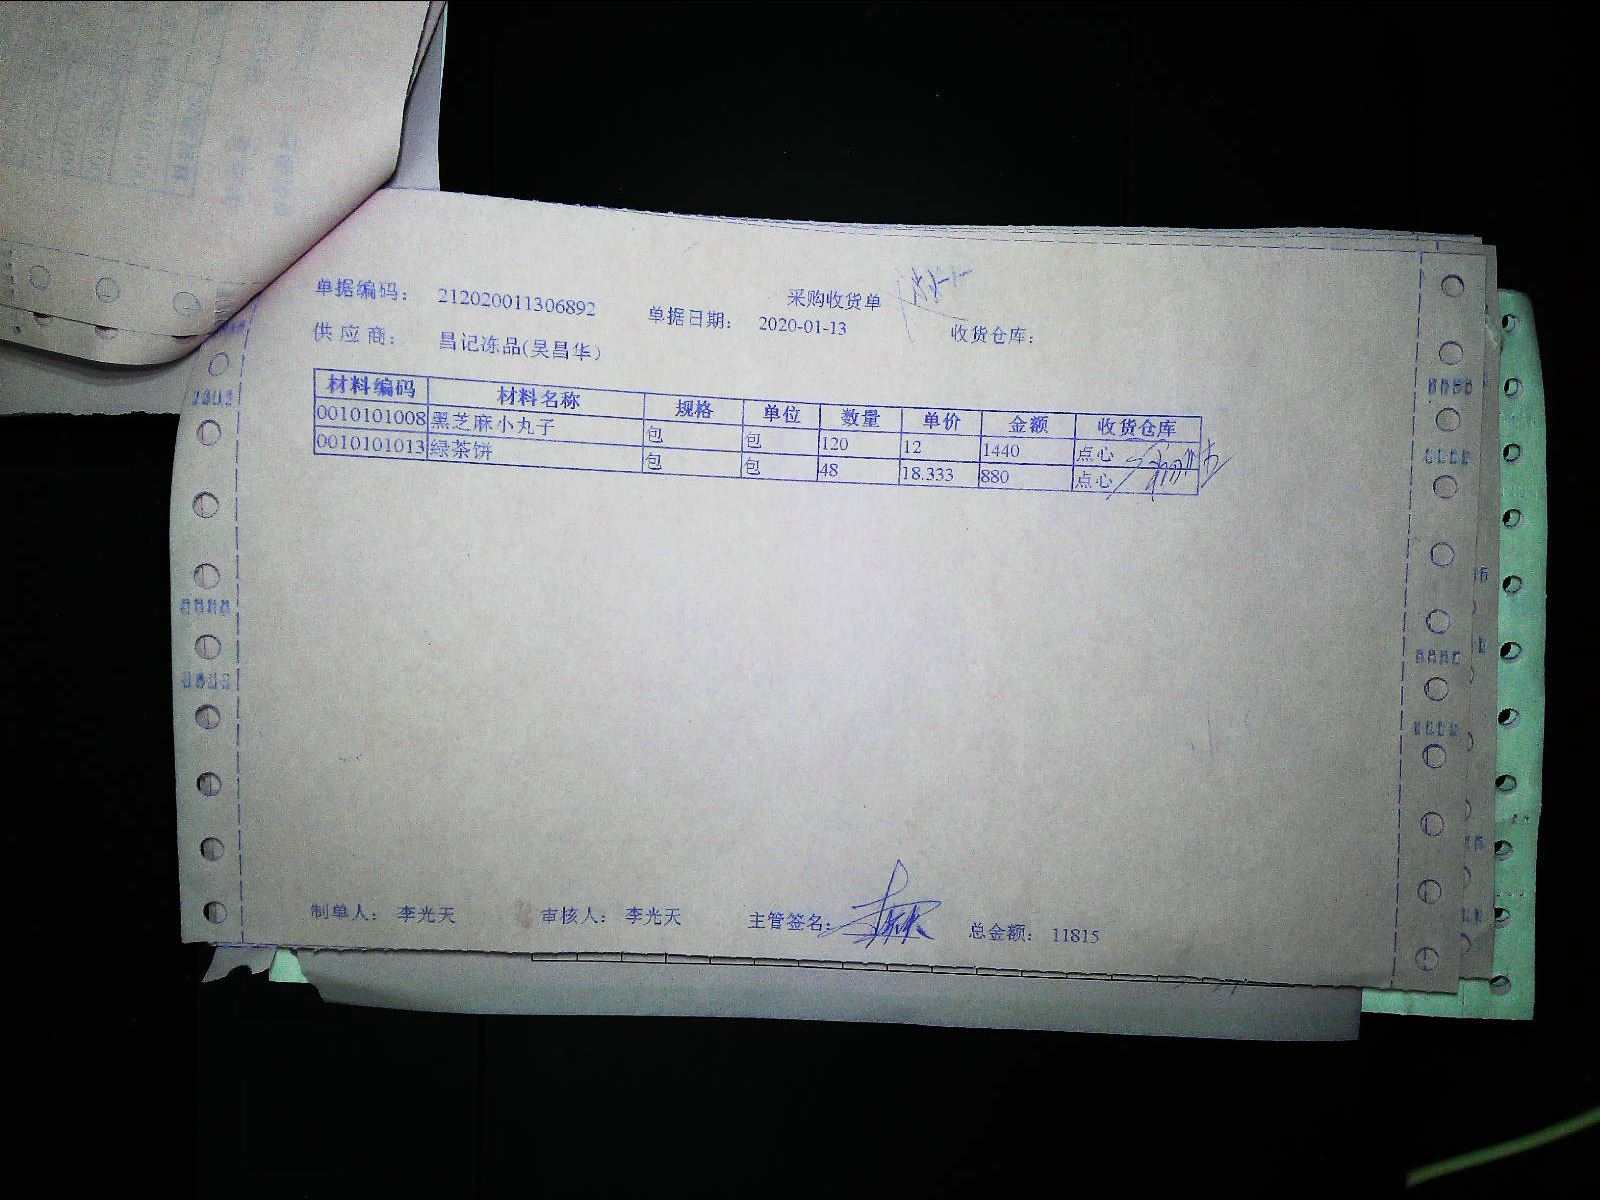 采购收货单
单据编码: 212020011306892 单据日期: 2020-01-13 收货仓库:
供应商: 昌记冻品(吴昌华)
材料编码 材料名称 规格 单位 数量 单价 金额 收货仓库
0010101008 黑芝麻小丸子 包 包 120 12 1440 点心
0010101013 绿茶饼 包 包 48 18.333 880 点心
制单人: 李光天 审核人: 李光天 主管签名: 总金额: 11815